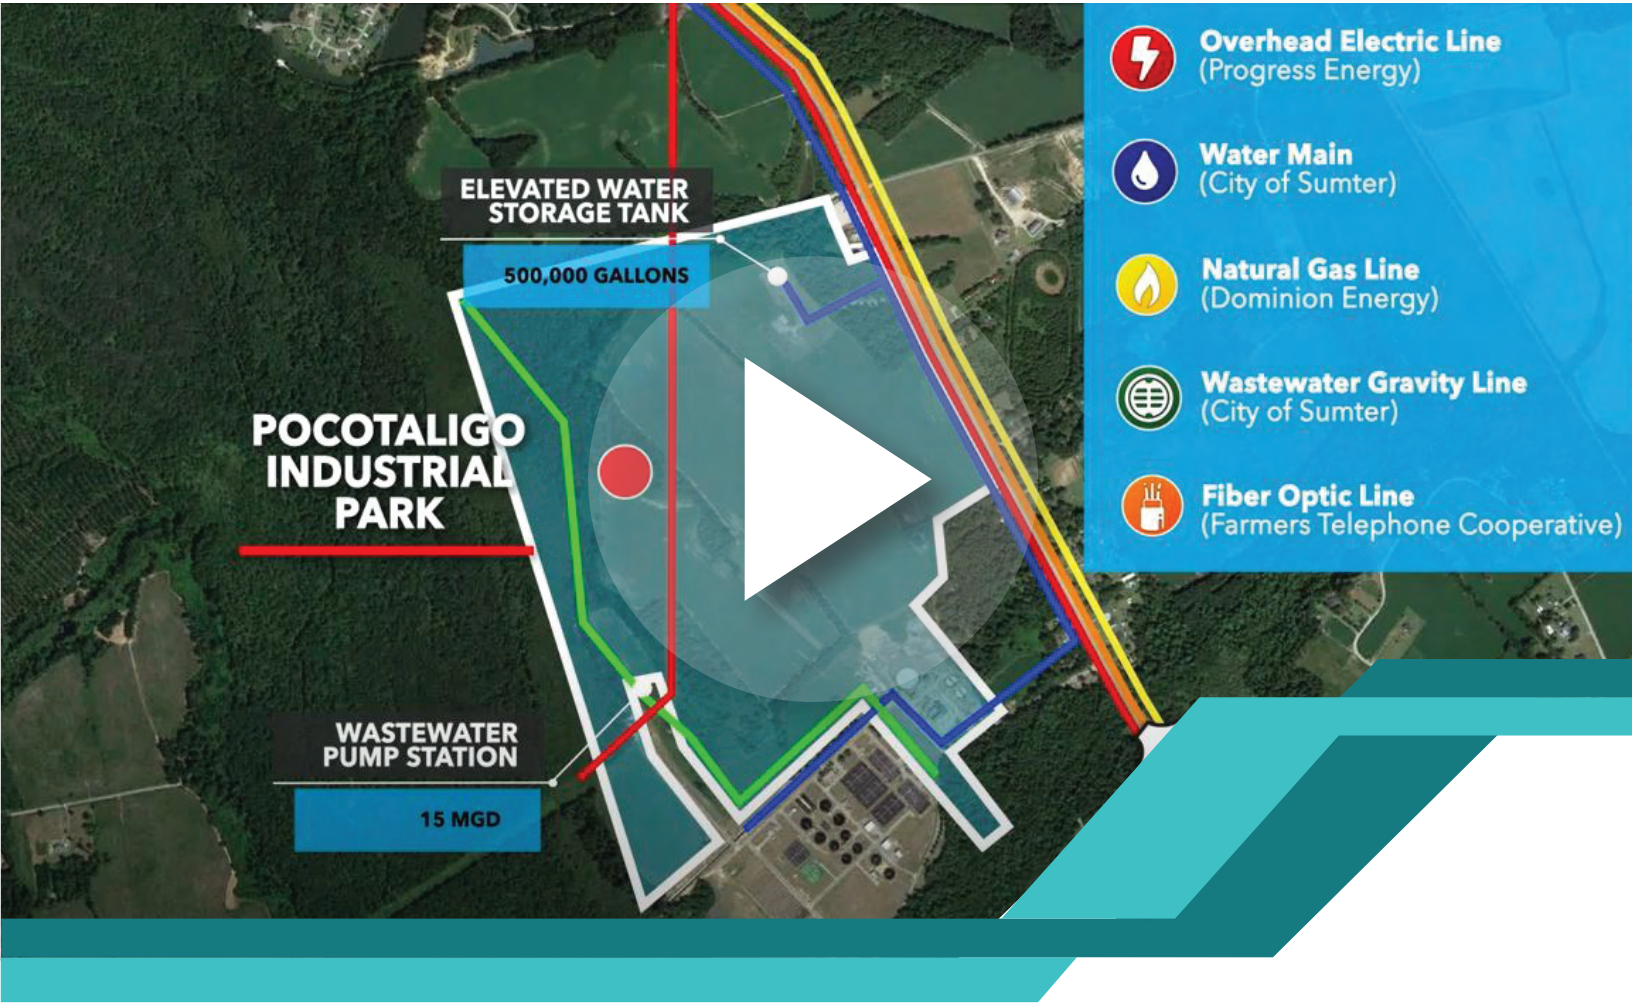 Overhead Electric Line
(Progress Energy)
Water Main
(City of Sumter)
Natural Gas Line
(Dominion Energy)
Wastewater Gravity Line
(City of Sumter)
Fiber Optic Line
(Farmers Telephone Cooperative)
ELEVATED WATER
STORAGE TANK
500,000 GALLONS
POCOTALIGO
INDUSTRIAL
PARK
WASTEWATER
PUMP STATION
15 MGD